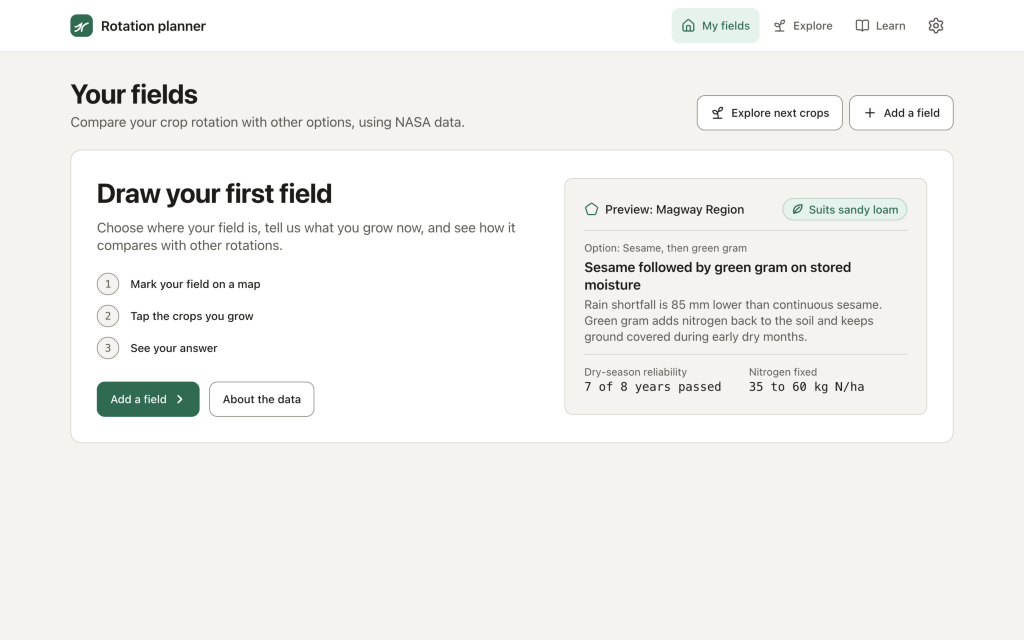 Rotation planner
My fields
Explore
Learn
Your fields
Compare your crop rotation with other options, using NASA data.
Explore next crops
Add a field
Draw your first field
Choose where your field is, tell us what you grow now, and see how it
compares with other rotations.
1 Mark your field on a map
2 Tap the crops you grow
3 See your answer
Add a field
About the data
Preview: Magway Region
Suits sandy loam
Option: Sesame, then green gram
Sesame followed by green gram on stored
moisture
Rain shortfall is 85 mm lower than continuous sesame.
Green gram adds nitrogen back to the soil and keeps
ground covered during early dry months.
Dry-season reliability
7 of 8 years passed
Nitrogen fixed
35 to 60 kg N/ha